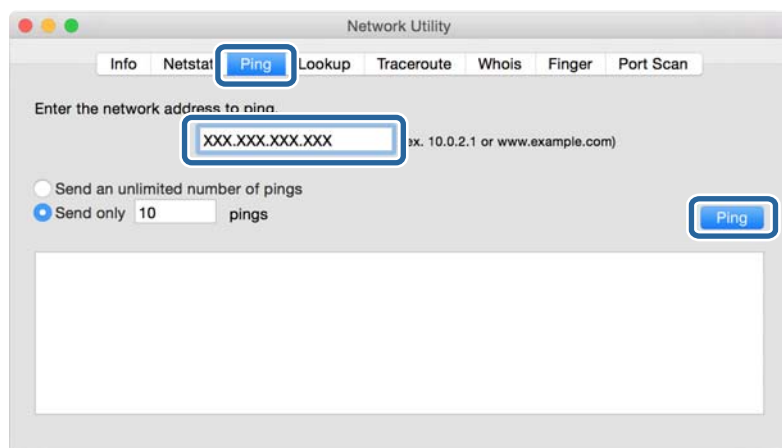 Network Utility
Info Netstat Ping Lookup Traceroute Whois Finger Port Scan
Enter the network address to ping.
XXX.XXX.XXX.XXX ex. 10.0.2.1 or www.example.com)
Send an unlimited number of pings
Send only 10 pings
Ping